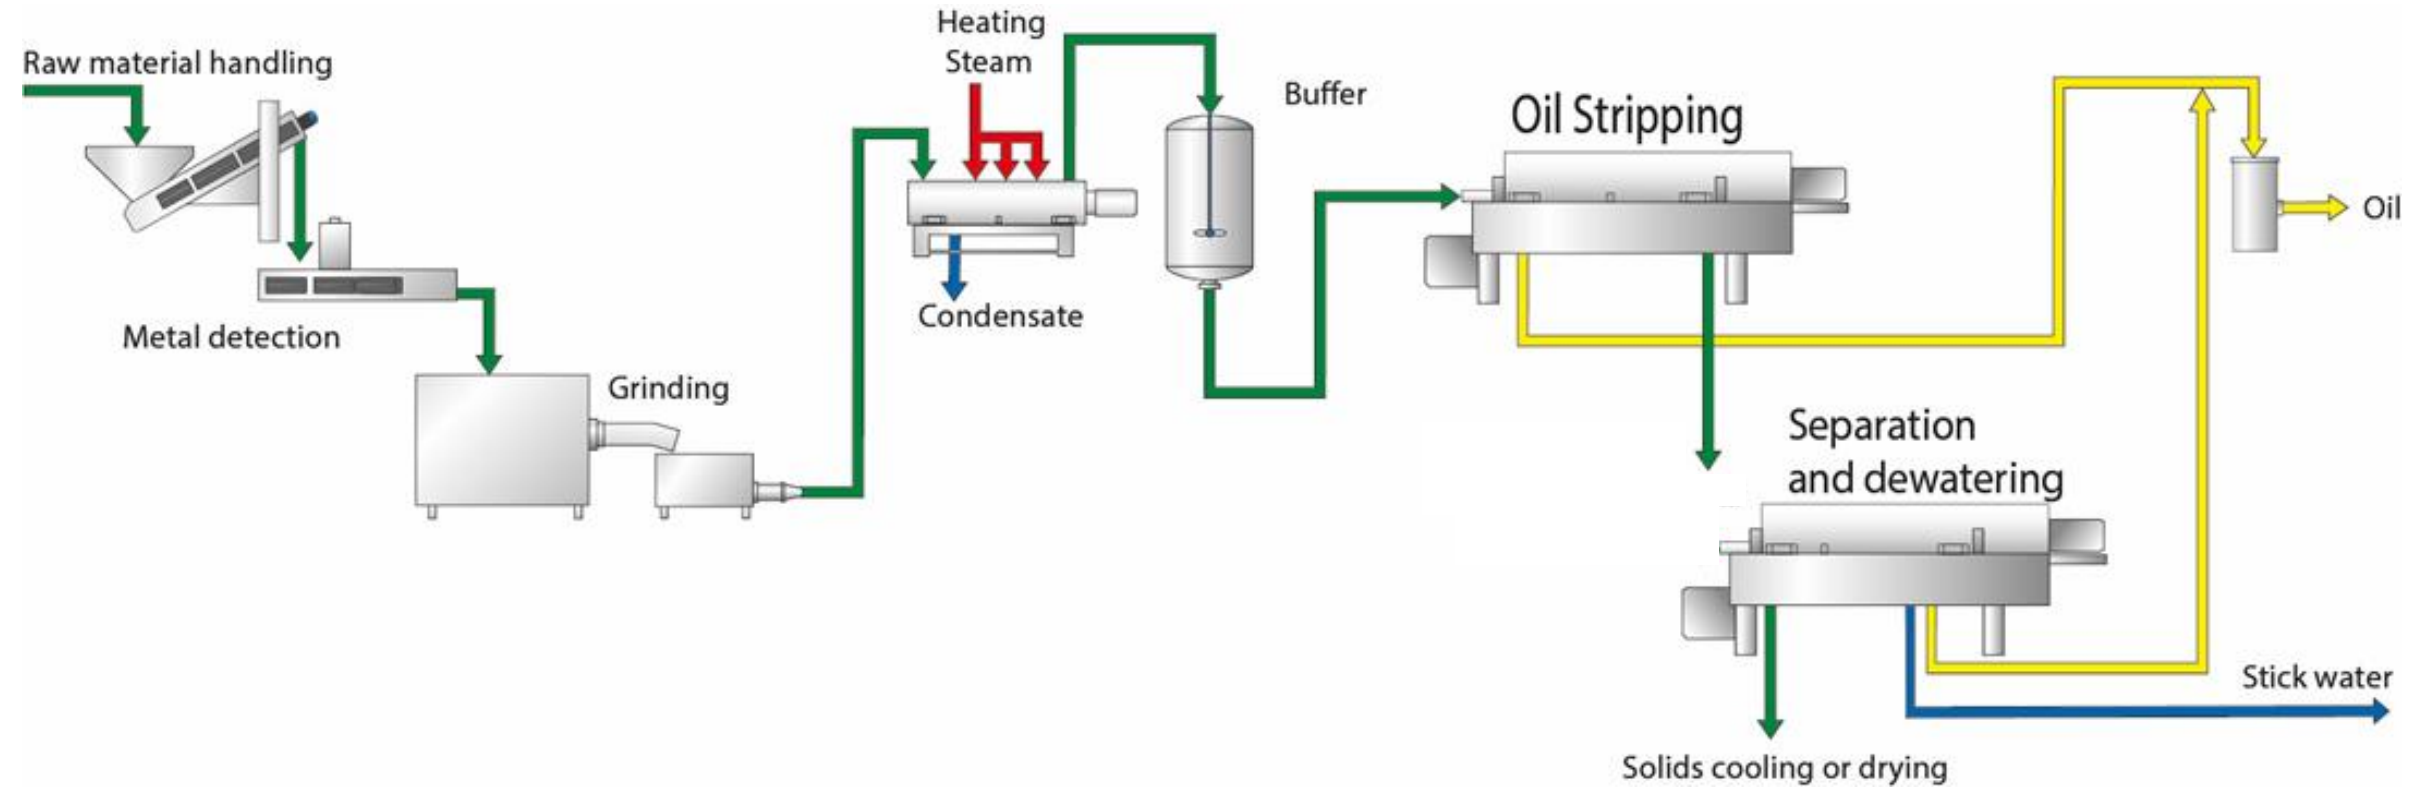 Raw material handling
Metal detection
Grinding
Heating
Steam
Condensate
Buffer
Oil Stripping
Oil
Separation
and dewatering
Stick water
Solids cooling or drying